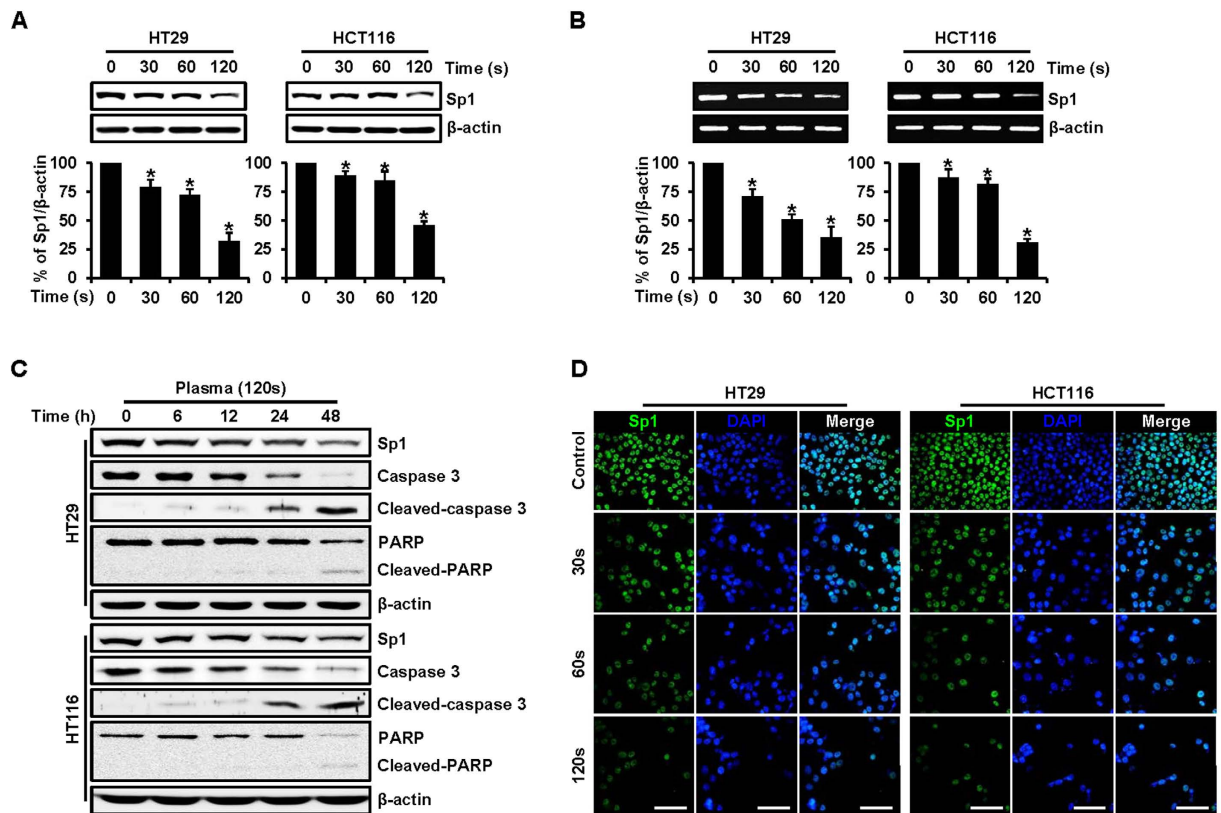 A
HT29 HCT116
0 30 60 120 0 30 60 120 Time (s)
Sp1
β-actin
% of Sp1/β-actin
100 100
75 75
50 50
25 25
0 0
Time (s) 0 30 60 120 0 30 60 120
* * * * * *
B
HT29 HCT116
0 30 60 120 0 30 60 120 Time (s)
Sp1
β-actin
% of Sp1/β-actin
100 100
75 75
50 50
25 25
0 0
Time (s) 0 30 60 120 0 30 60 120
* * * * * *
C
Plasma (120s)
Time (h) 0 6 12 24 48
HT29
Sp1
Caspase 3
Cleaved-caspase 3
PARP
Cleaved-PARP
β-actin
HT116
Sp1
Caspase 3
Cleaved-caspase 3
PARP
Cleaved-PARP
β-actin
D
HT29 HCT116
Sp1 DAPI Merge Sp1 DAPI Merge
Control
30s
60s
120s